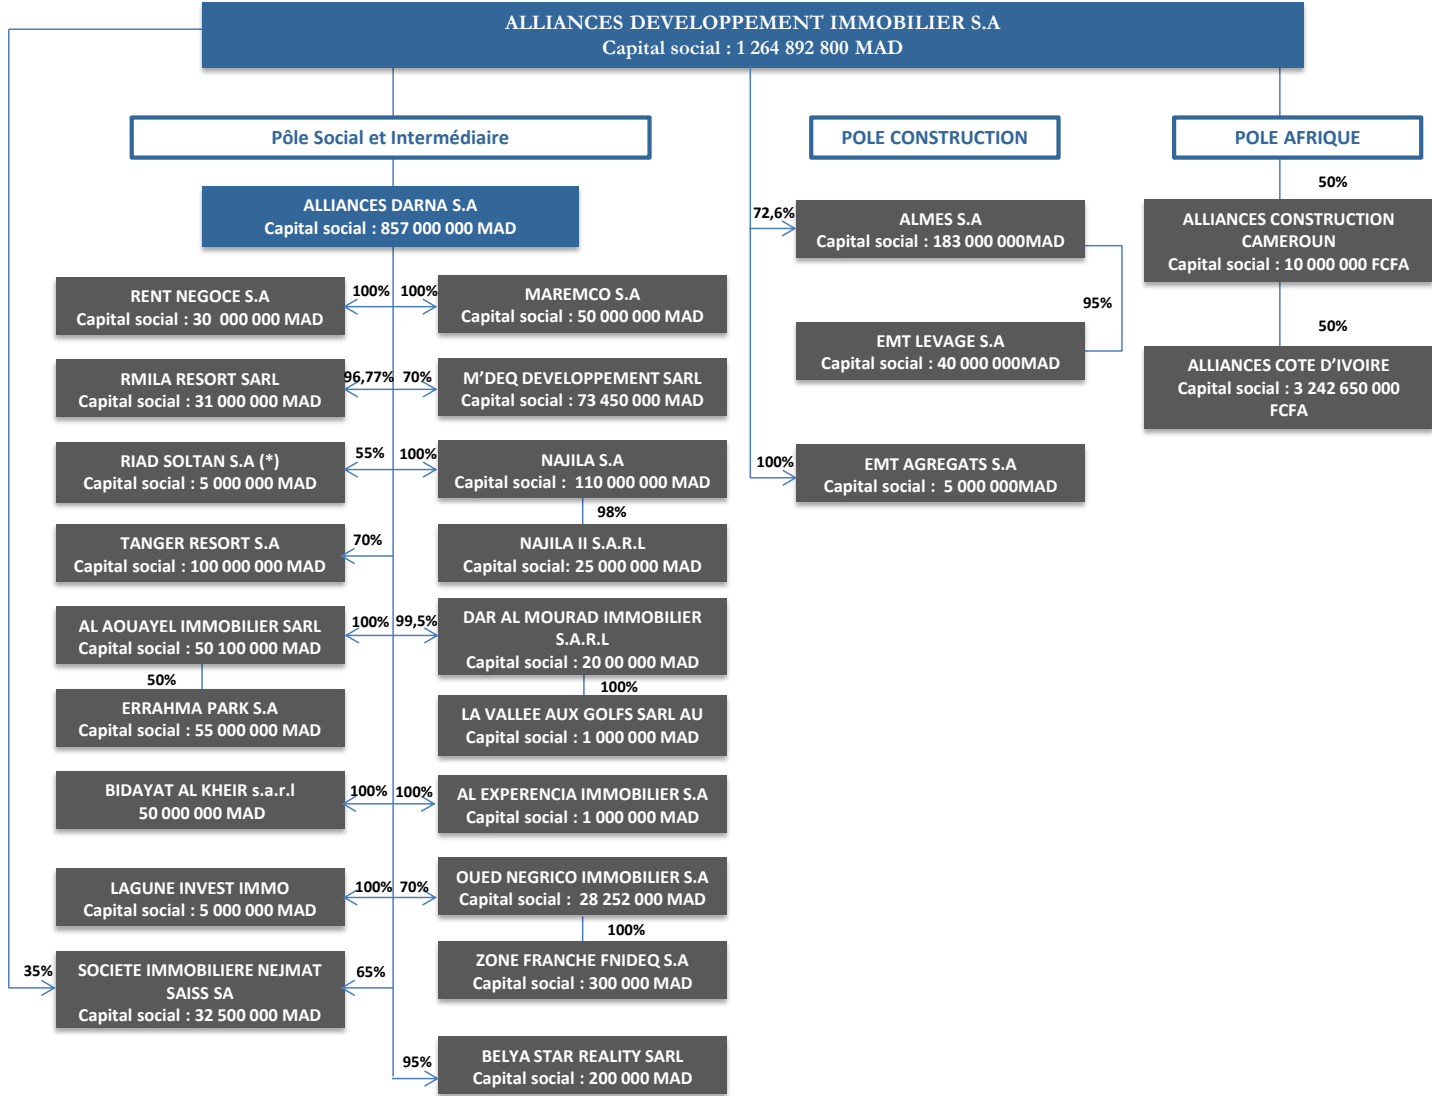 ALLIANCES DEVELOPPEMENT IMMOBILIER S.A
Capital social : 1 264 892 800 MAD
Pôle Social et Intermédiaire
POLE CONSTRUCTION
POLE AFRIQUE
ALLIANCES DARNA S.A
Capital social : 857 000 000 MAD
RENT NEGOCE S.A
Capital social : 30 000 000 MAD
100%
100%
MAREMCO S.A
Capital social : 50 000 000 MAD
RMILA RESORT SARL
Capital social : 31 000 000 MAD
96,77%
70%
M'DEQ DEVELOPPEMENT SARL
Capital social : 73 450 000 MAD
RIAD SOLTAN S.A (*)
Capital social : 5 000 000 MAD
55%
100%
NAJILA S.A
Capital social : 110 000 000 MAD
98%
NAJILA II S.A.R.L
Capital social: 25 000 000 MAD
TANGER RESORT S.A
Capital social : 100 000 000 MAD
70%
AL AOUAYEL IMMOBILIER SARL
Capital social : 50 100 000 MAD
100%
99,5%
DAR AL MOURAD IMMOBILIER
S.A.R.L
Capital social : 20 00 000 MAD
50%
100%
ERRAHMA PARK S.A
Capital social : 55 000 000 MAD
LA VALLEE AUX GOLFS SARL AU
Capital social : 1 000 000 MAD
BIDAYAT AL KHEIR s.a.r.l
50 000 000 MAD
100%
100%
AL EXPERENCIA IMMOBILIER S.A
Capital social : 1 000 000 MAD
LAGUNE INVEST IMMO
Capital social : 5 000 000 MAD
100%
70%
OUED NEGRICO IMMOBILIER S.A
Capital social : 28 252 000 MAD
100%
ZONE FRANCHE FNIDEQ S.A
Capital social : 300 000 MAD
35%
SOCIETE IMMOBILIERE NEJMAT
SAISS SA
Capital social : 32 500 000 MAD
65%
95%
BELYA STAR REALITY SARL
Capital social : 200 000 MAD
72,6%
ALMES S.A
Capital social : 183 000 000MAD
95%
EMT LEVAGE S.A
Capital social : 40 000 000MAD
100%
EMT AGREGATS S.A
Capital social : 5 000 000MAD
50%
ALLIANCES CONSTRUCTION
CAMEROUN
Capital social : 10 000 000 FCFA
50%
ALLIANCES COTE D'IVOIRE
Capital social : 3 242 650 000
FCFA